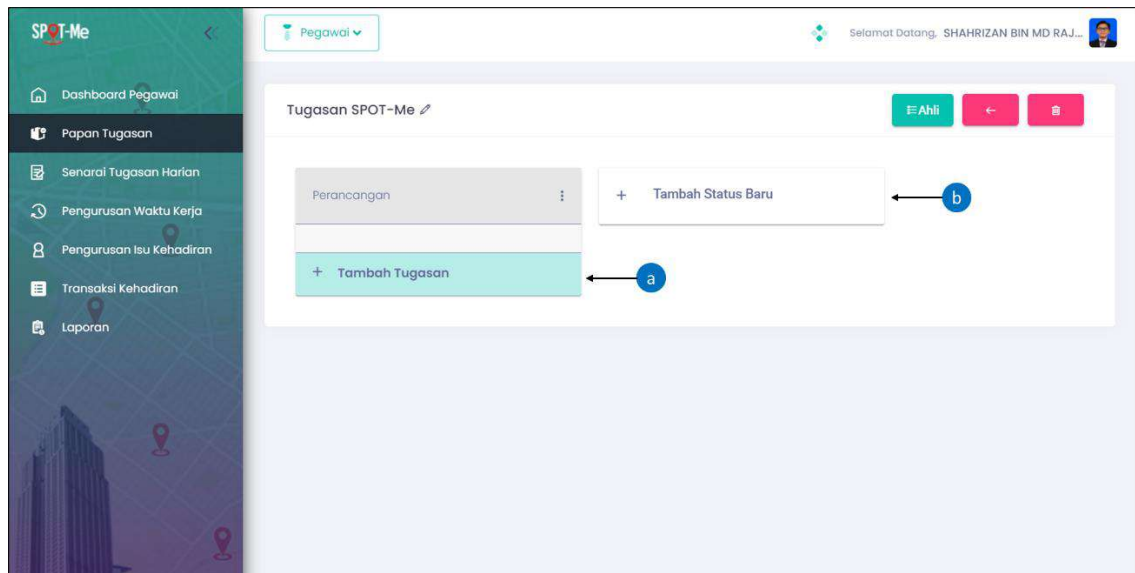 SPOT-Me
Pegawai
Selamat Datang, SHAHRIZAN BIN MD RAJ...
Dashboard Pegawai
Papan Tugasan
Senarai Tugasan Harian
Pengurusan Waktu Kerja
Pengurusan Isu Kehadiran
Transaksi Kehadiran
Laporan
Tugasan SPOT-Me
Ahli
Perancangan
+ Tambah Status Baru
b
+ Tambah Tugasan
a